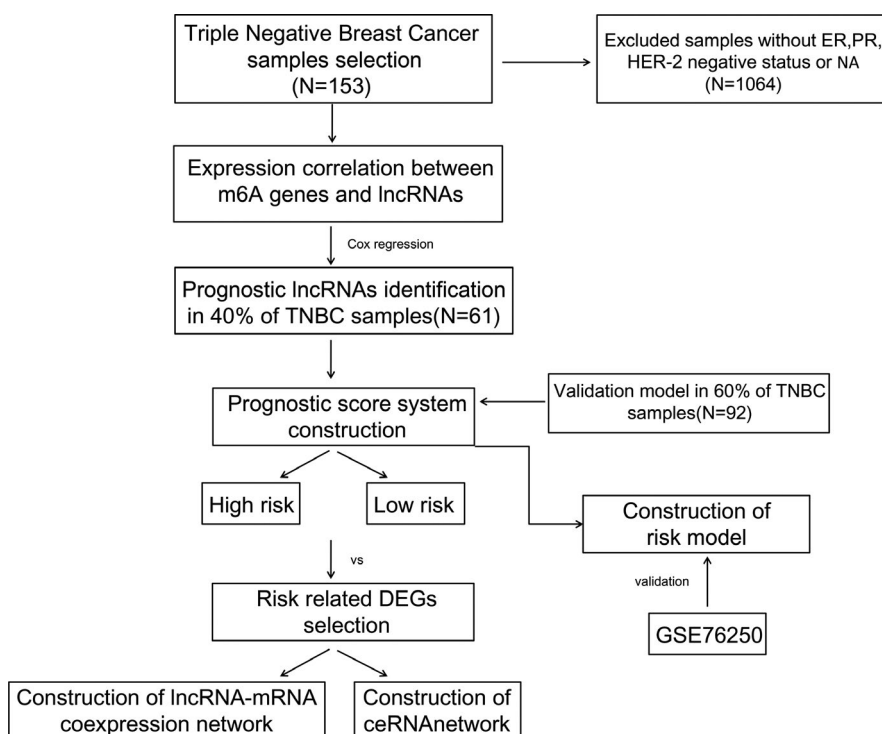 Triple Negative Breast Cancer
samples selection
(N=153)
Excluded samples without ER,PR,
HER-2 negative status or NA
(N=1064)
Expression correlation between
m6A genes and lncRNAs
Cox regression
Prognostic lncRNAs identification
in 40% of TNBC samples(N=61)
Prognostic score system
construction
Validation model in 60% of TNBC
samples(N=92)
High risk
Low risk
Construction of
risk model
vs
validation
Risk related DEGs
selection
GSE76250
Construction of lncRNA-mRNA
coexpression network
Construction of
ceRNAnetwork